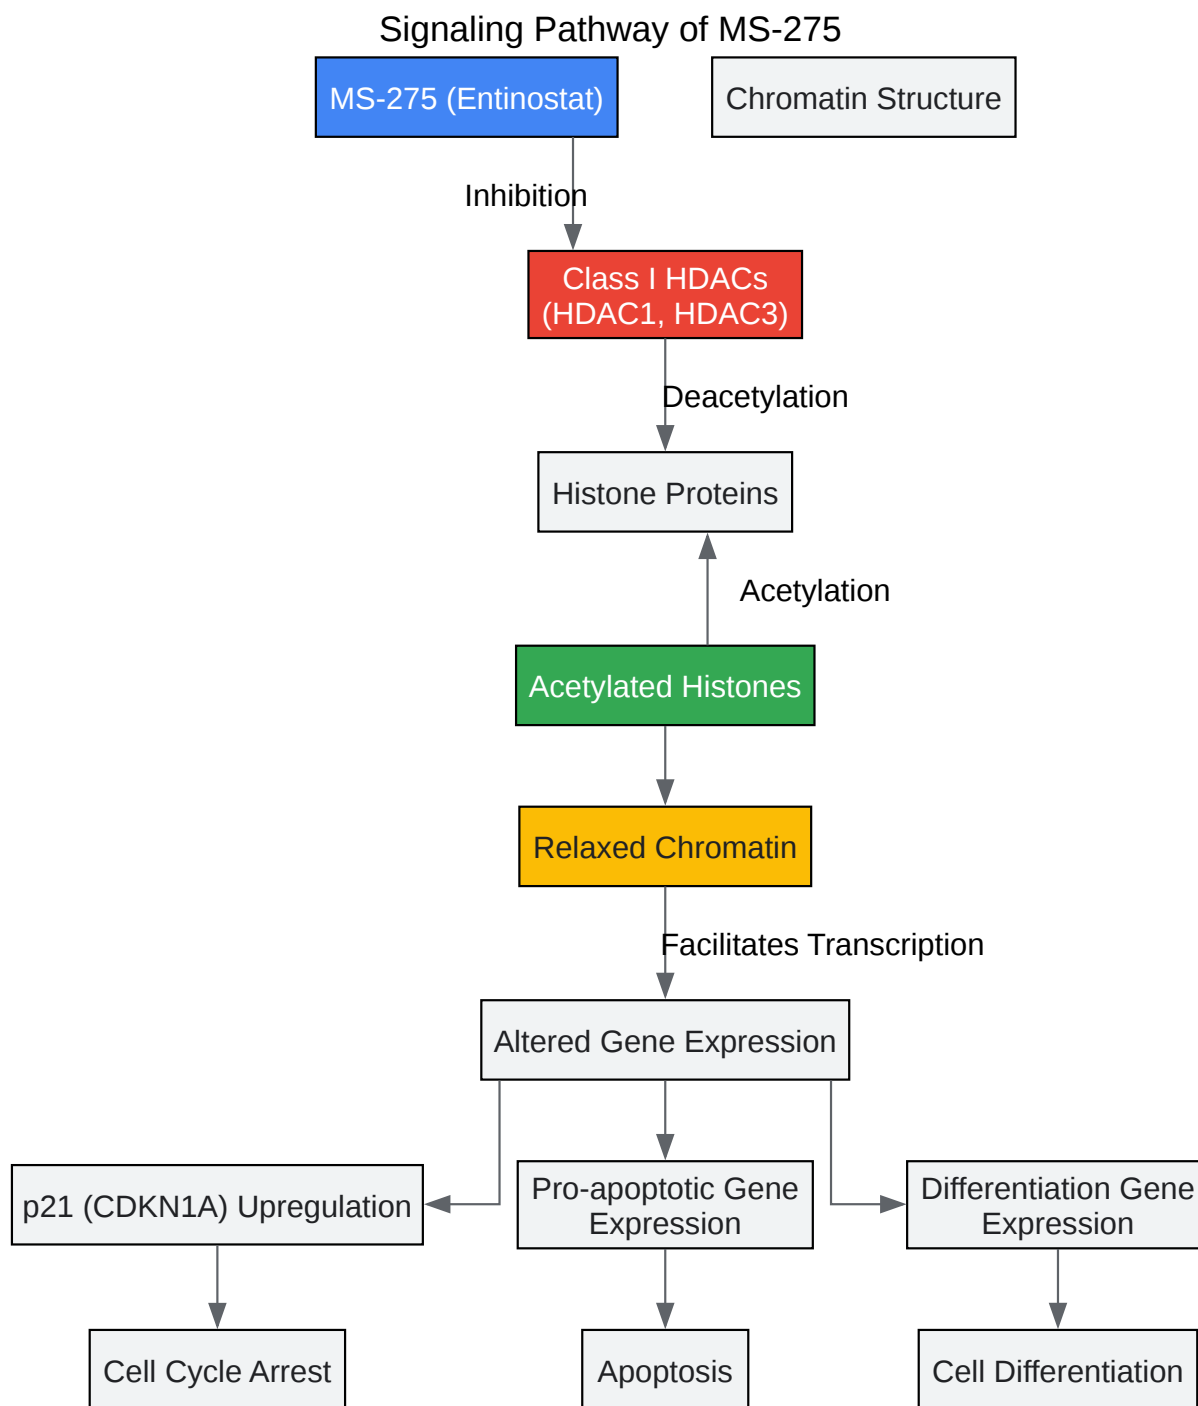 Signaling Pathway of MS-275
MS-275 (Entinostat)
Chromatin Structure
Inhibition
Class I HDACs
(HDAC1, HDAC3)
Deacetylation
Histone Proteins
Acetylation
Acetylated Histones
Relaxed Chromatin
Facilitates Transcription
Altered Gene Expression
p21 (CDKN1A) Upregulation
Pro-apoptotic Gene
Expression
Differentiation Gene
Expression
Cell Cycle Arrest
Apoptosis
Cell Differentiation